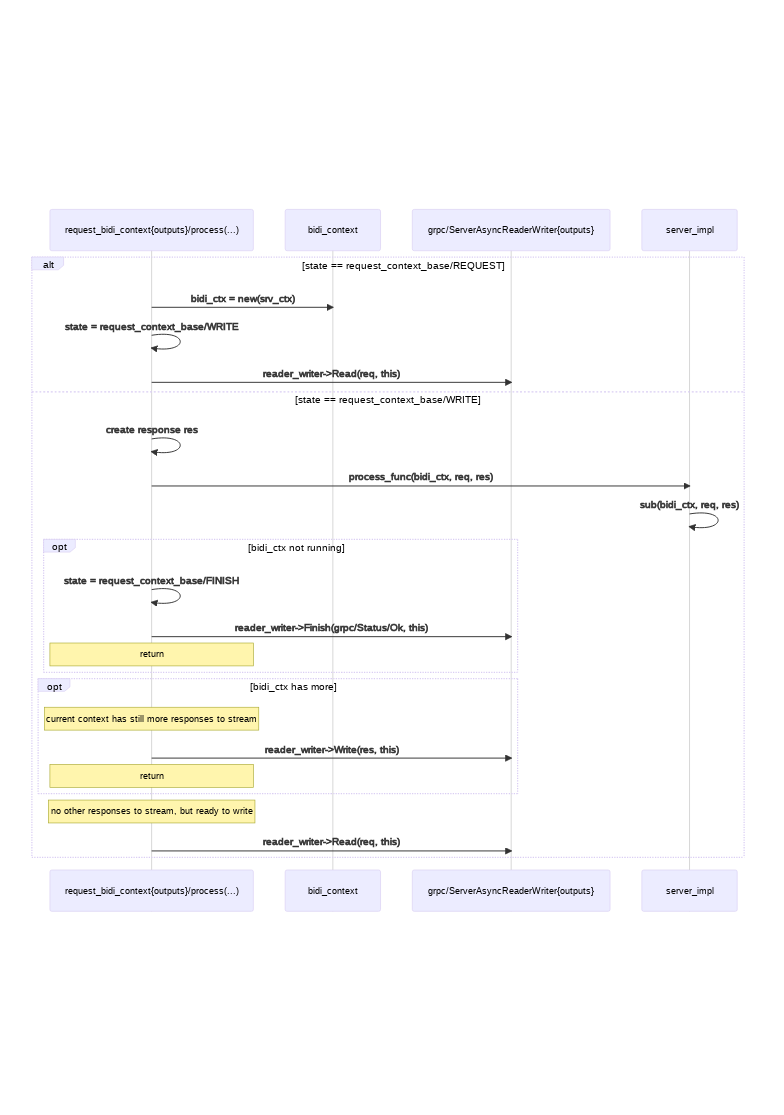 request_bidi_context{outputs}/process(...)
bidi_context
grpc/ServerAsyncReaderWriter{outputs}
server_impl
alt
[state == request_context_base/REQUEST]
bidi_ctx = new(srv_ctx)
state = request_context_base/WRITE
reader_writer->Read(req, this)
[state == request_context_base/WRITE]
create response res
process_func(bidi_ctx, req, res)
sub(bidi_ctx, req, res)
opt
[bidi_ctx not running]
state = request_context_base/FINISH
reader_writer->Finish(grpc/Status/Ok, this)
return
opt
[bidi_ctx has more]
current context has still more responses to stream
reader_writer->Write(res, this)
return
no other responses to stream, but ready to write
reader_writer->Read(req, this)
request_bidi_context{outputs}/process(...)
bidi_context
grpc/ServerAsyncReaderWriter{outputs}
server_impl